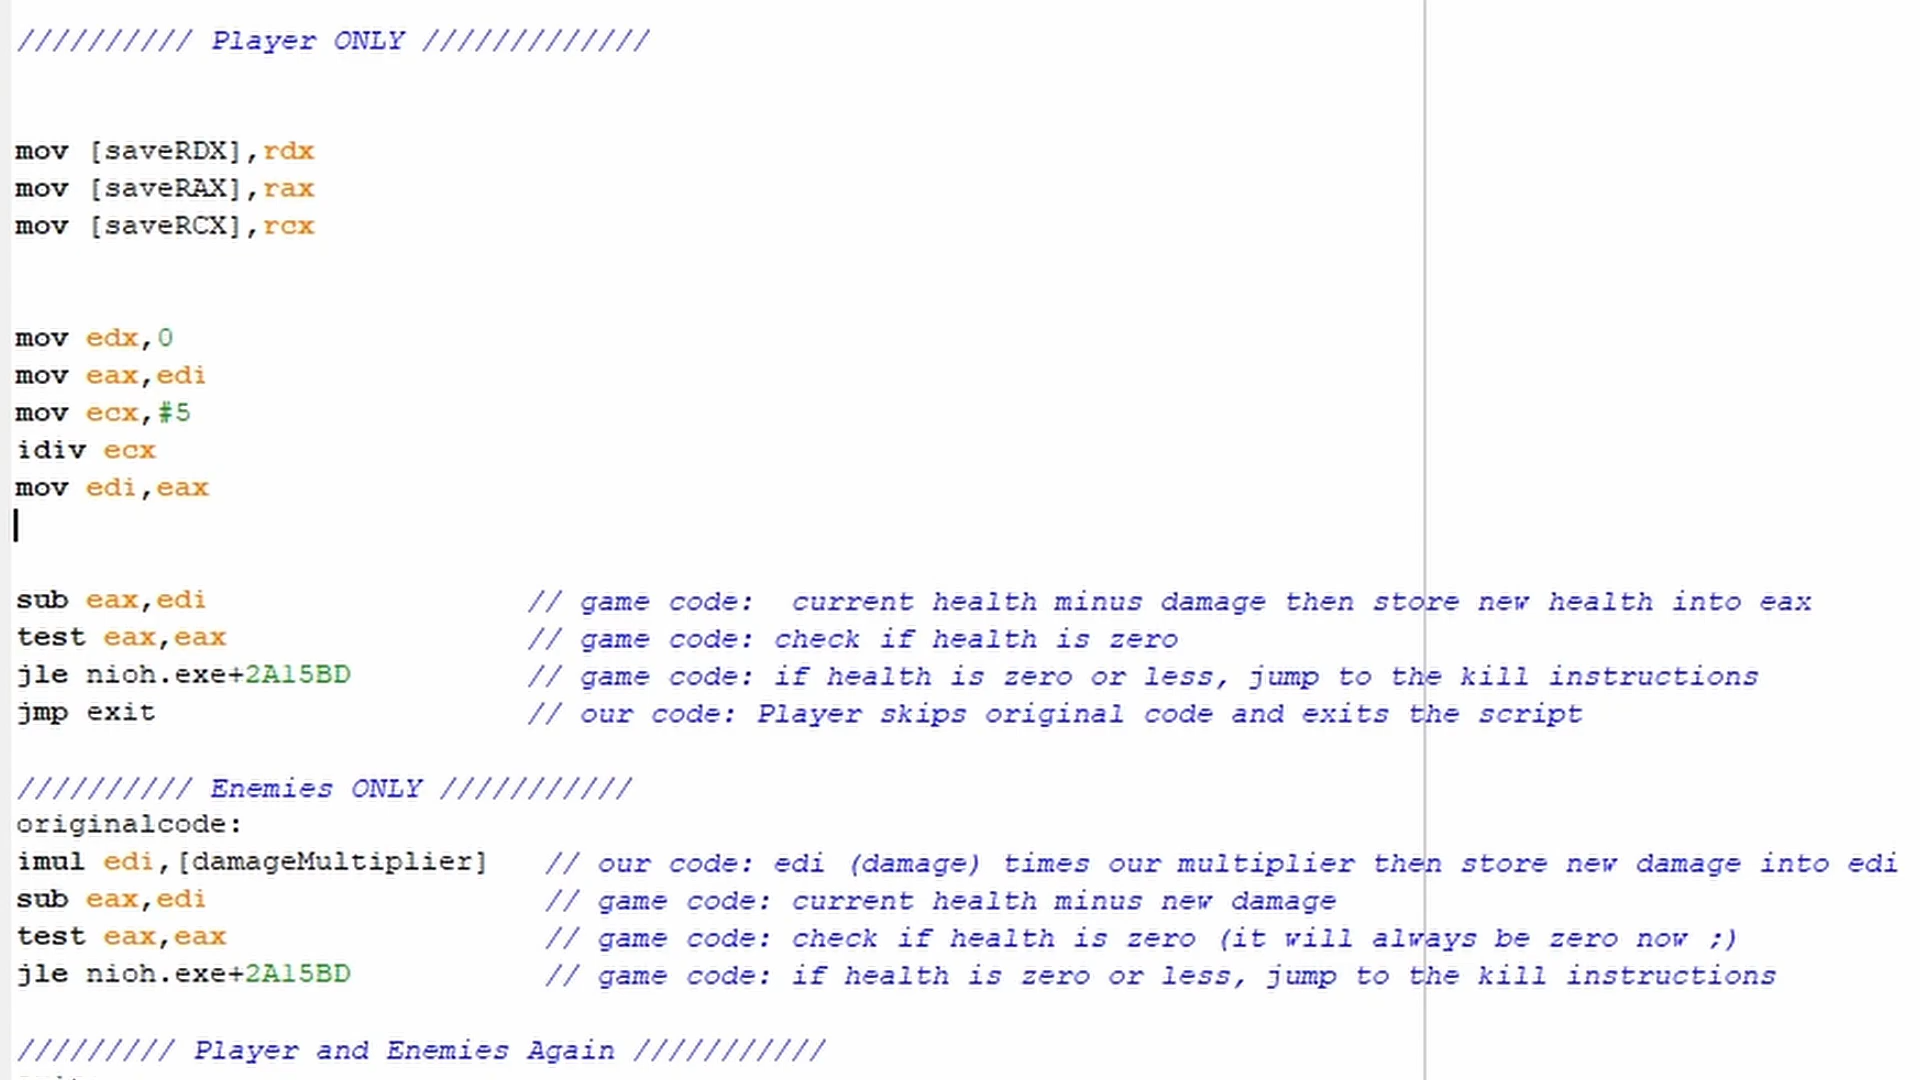 ////////// Player ONLY /////////////
mov [saveRDX],rdx
mov [saveRAX],rax
mov [saveRCX],rcx
mov edx,0
mov eax,edi
mov ecx,#5
idiv ecx
mov edi,eax
sub eax,edi // game code:  current health minus damage then store new health into eax
test eax,eax // game code: check if health is zero
jle nioh.exe+2A15BD // game code: if health is zero or less, jump to the kill instructions
jmp exit // our code: Player skips original code and exits the script
////////// Enemies ONLY ///////////
originalcode:
imul edi,[damageMultiplier] // our code: edi (damage) times our multiplier then store new damage into edi
sub eax,edi // game code: current health minus new damage
test eax,eax // game code: check if health is zero (it will always be zero now ;)
jle nioh.exe+2A15BD // game code: if health is zero or less, jump to the kill instructions
///////// Player and Enemies Again ///////////